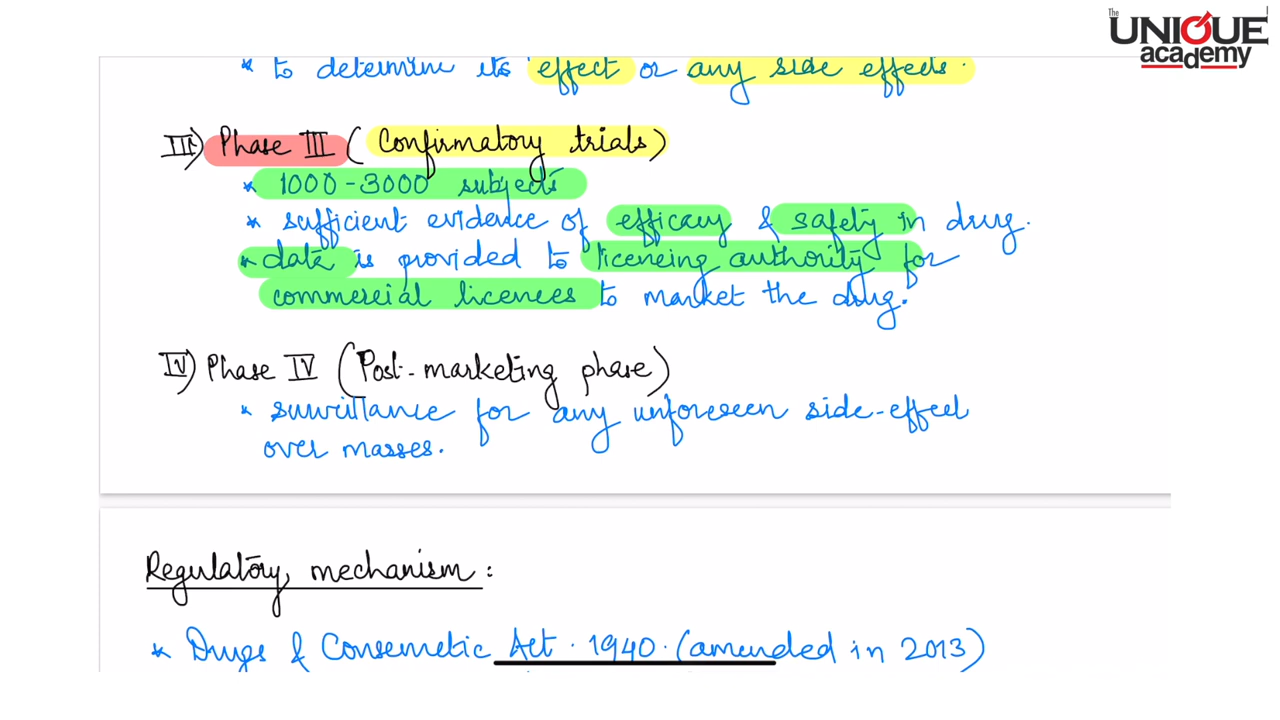 The
UNIQUE
academy
* to determine its effect or any side effects.
III) Phase III (Confirmatory trials)
* 1000-3000 subjects
* sufficient evidence of efficacy & safety in drug.
* data is provided to licencing authority for
commercial licences to market the drug.
IV) Phase IV (Post-marketing phase)
* survillance for any unforeseen side-effect
over masses.
Regulatory mechanism:
* Drugs & Consemetic Act. 1940. (amended in 2013)